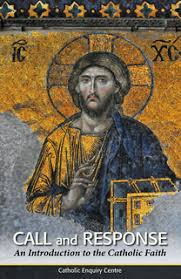 IC XC
CALL and RESPONSE
An Introduction to the Catholic Faith
Catholic Enquiry Centre